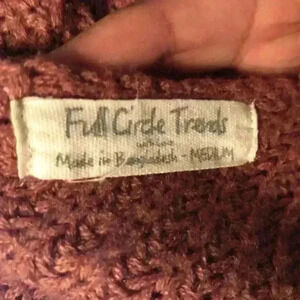 Full Circle Trends
Made in Bangladesh - MEDIUM